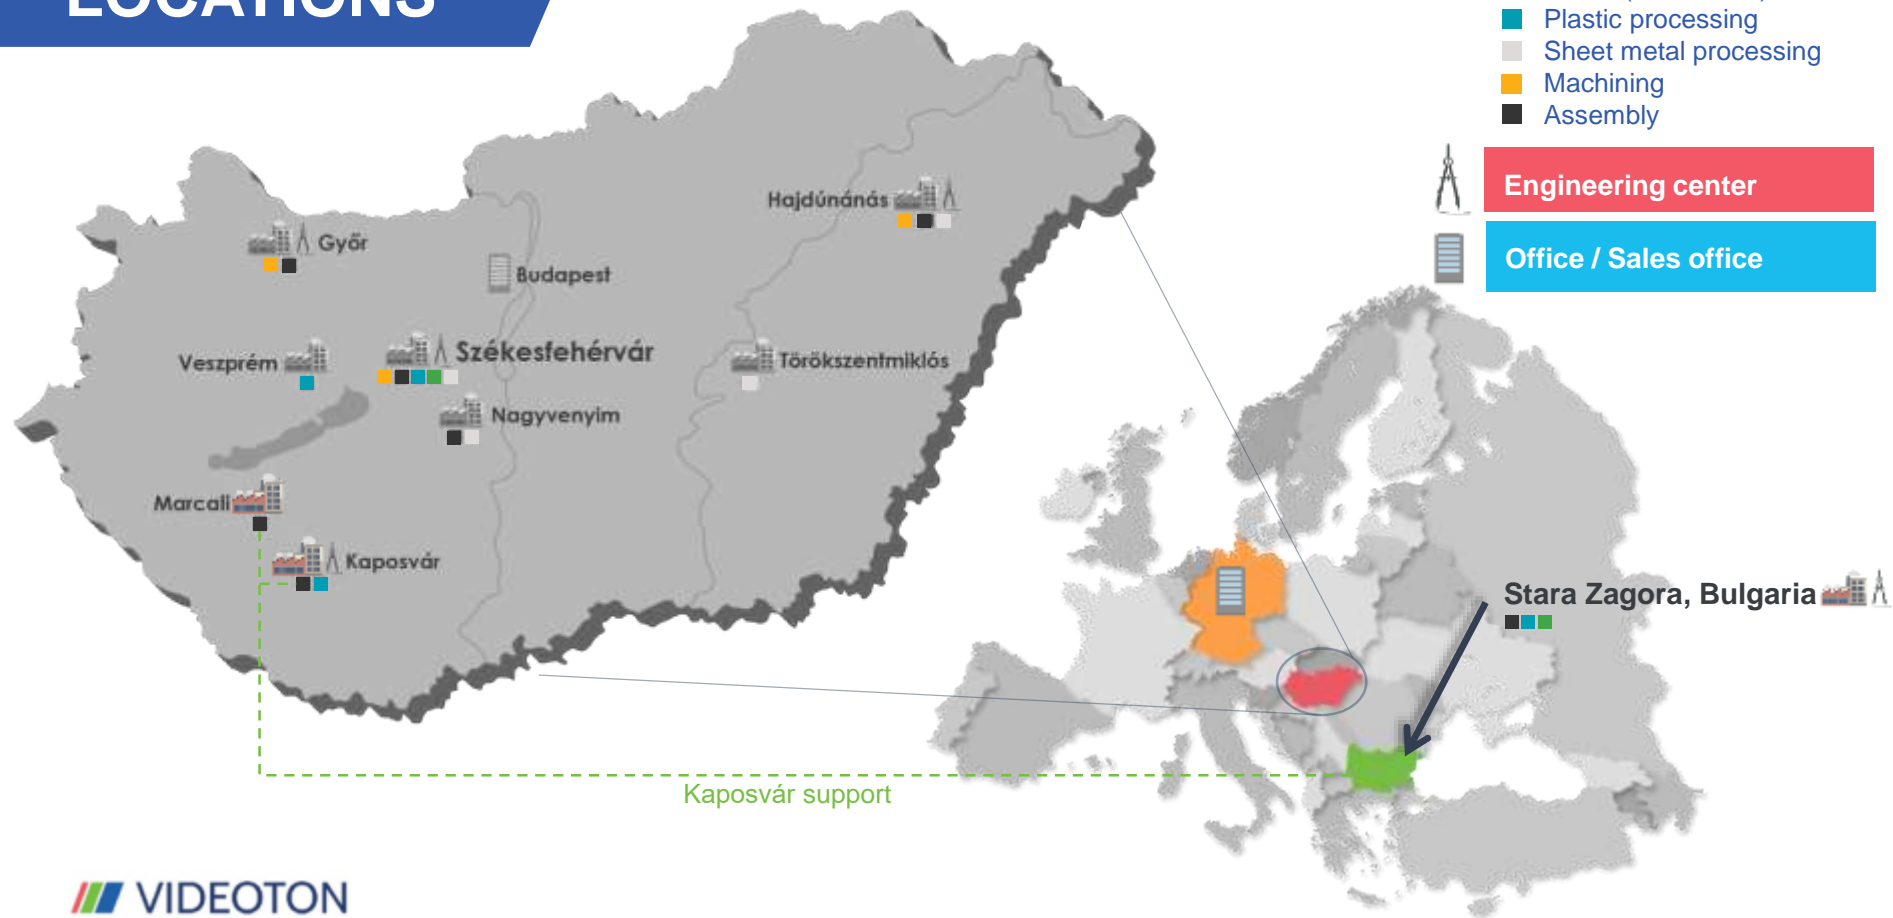 LOCATIONS
Plastic processing
Sheet metal processing
Machining
Assembly
Engineering center
Office / Sales office
Hajdúnánás
Győr
Budapest
Székesfehérvár
Veszprém
Törökszentmiklós
Nagyvenyim
Marcali
Kaposvár
Stara Zagora, Bulgaria
Kaposvár support
VIDEOTON